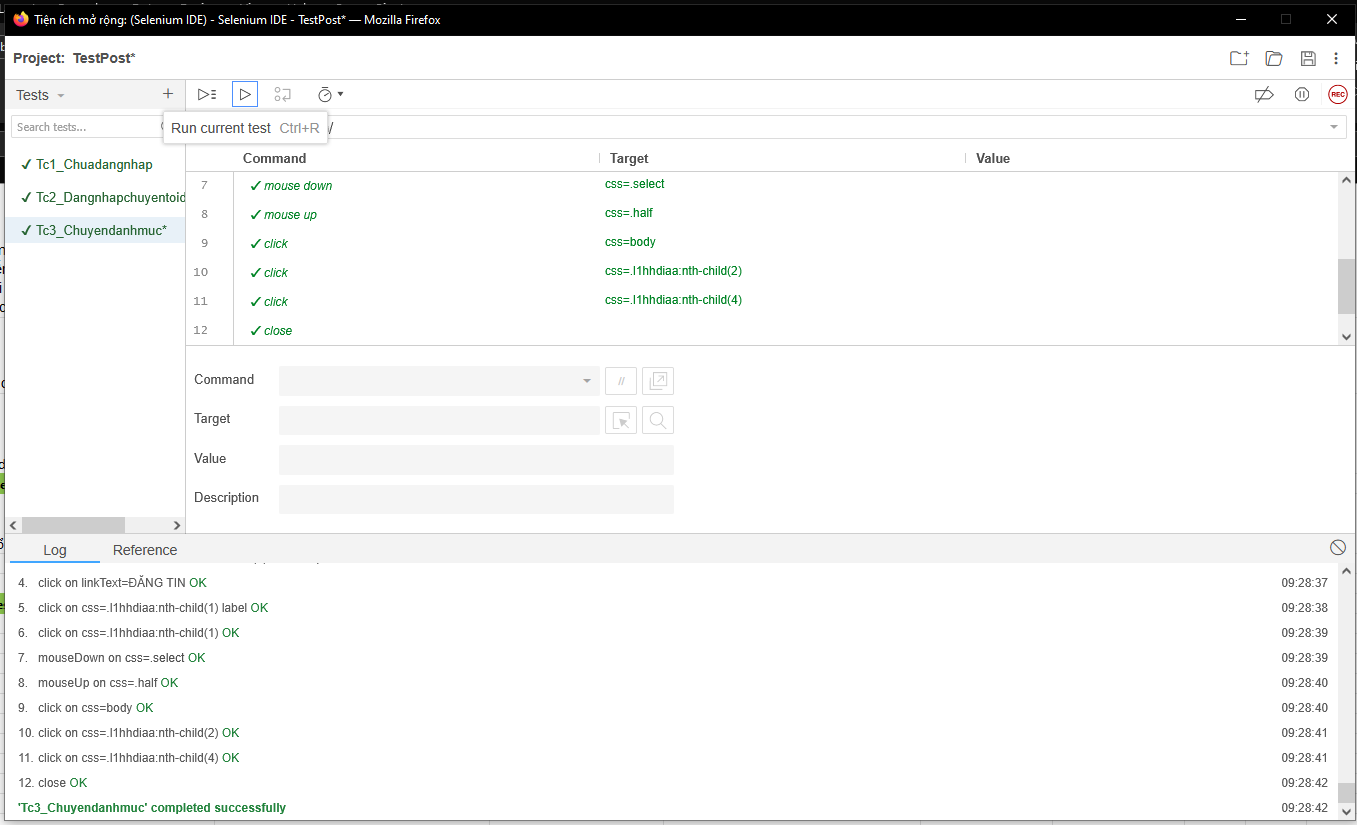 Tiện ích mở rộng: (Selenium IDE) - Selenium IDE - TestPost* — Mozilla Firefox
Project: TestPost*
Tests
Search tests...
Run current test Ctrl+R
/
REC
Command Target Value
Tc1_Chuadangnhap
Tc2_Dangnhapchuyentoid
Tc3_Chuyendanhmuc*
7 ✓ mouse down css=.select
8 ✓ mouse up css=.half
9 ✓ click css=body
10 ✓ click css=.l1hhdiaa:nth-child(2)
11 ✓ click css=.l1hhdiaa:nth-child(4)
12 ✓ close
Command //
Target
Value
Description
Log Reference
4. click on linkText=ĐĂNG TIN OK 09:28:37
5. click on css=.l1hhdiaa:nth-child(1) label OK 09:28:38
6. click on css=.l1hhdiaa:nth-child(1) OK 09:28:39
7. mouseDown on css=.select OK 09:28:39
8. mouseUp on css=.half OK 09:28:40
9. click on css=body OK 09:28:40
10. click on css=.l1hhdiaa:nth-child(2) OK 09:28:41
11. click on css=.l1hhdiaa:nth-child(4) OK 09:28:41
12. close OK 09:28:42
'Tc3_Chuyendanhmuc' completed successfully 09:28:42